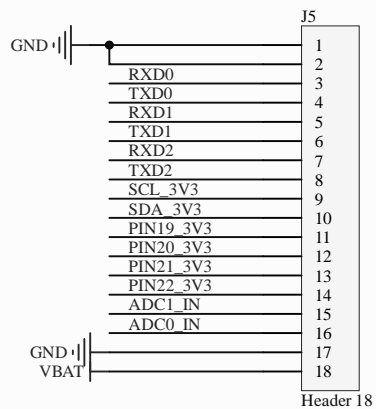 J5
GND
1
2
RXD0 3
TXD0 4
RXD1 5
TXD1 6
RXD2 7
TXD2 8
SCL_3V3 9
SDA_3V3 10
PIN19_3V3 11
PIN20_3V3 12
PIN21_3V3 13
PIN22_3V3 14
ADC1_IN 15
ADC0_IN 16
GND 17
VBAT 18
Header 18